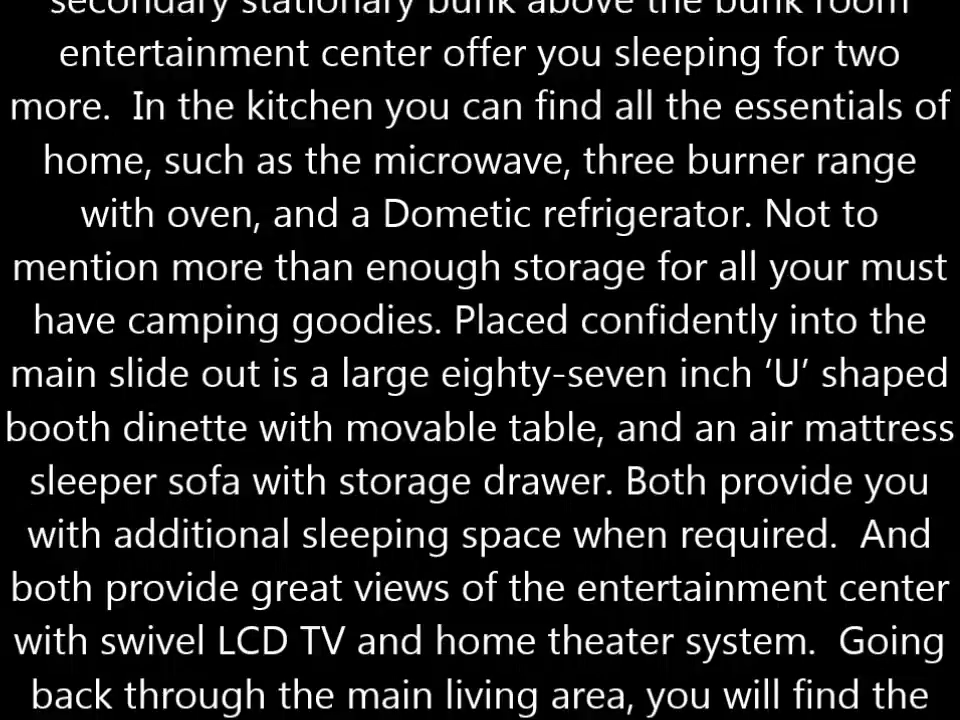 secondary stationary bunk above the bunk room
entertainment center offer you sleeping for two
more.  In the kitchen you can find all the essentials of
home, such as the microwave, three burner range
with oven, and a Dometic refrigerator. Not to
mention more than enough storage for all your must
have camping goodies. Placed confidently into the
main slide out is a large eighty-seven inch ‘U’ shaped
booth dinette with movable table, and an air mattress
sleeper sofa with storage drawer. Both provide you
with additional sleeping space when required.  And
both provide great views of the entertainment center
with swivel LCD TV and home theater system.  Going
back through the main living area, you will find the